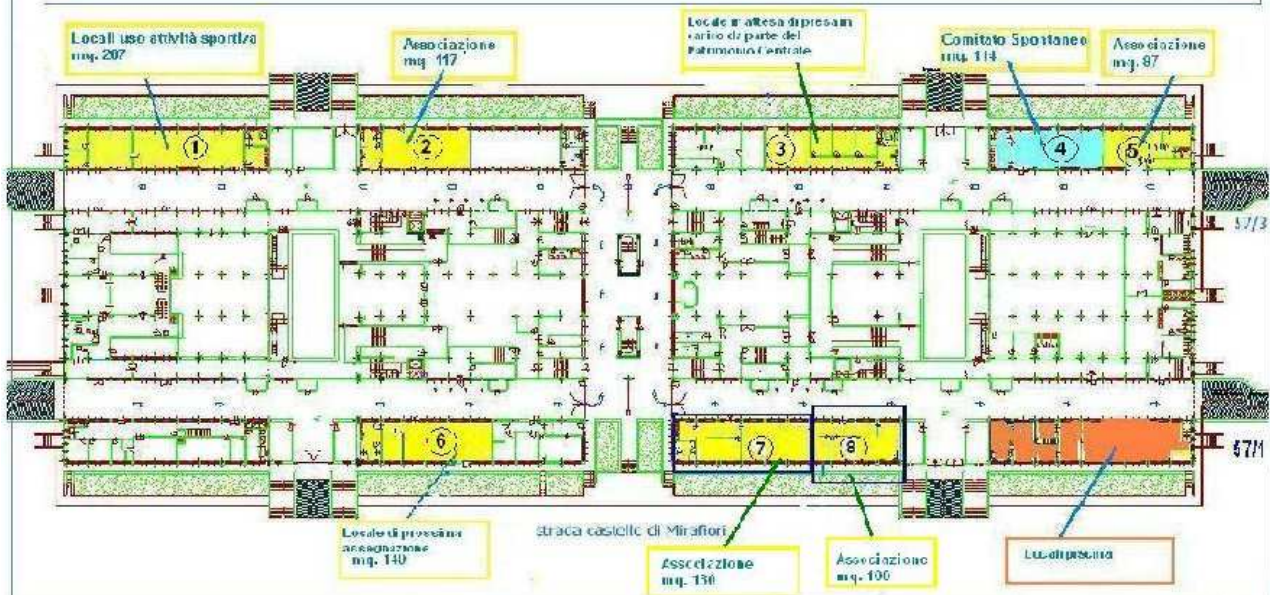 Locali uso attività sportiva
mq. 207
Associazione
mq. 117
Locale in attesa di presa in
carico da parte del
Patrimonio Centrale
Comitato Spontaneo
mq. 114
Associazione
mq. 87
1
2
3
4
5
57/3
6
7
8
57/1
Locale di prossima
assegnazione
mq. 140
strada castello di Mirafiori
Associazione
mq. 130
Associazione
mq. 100
Locali piscina